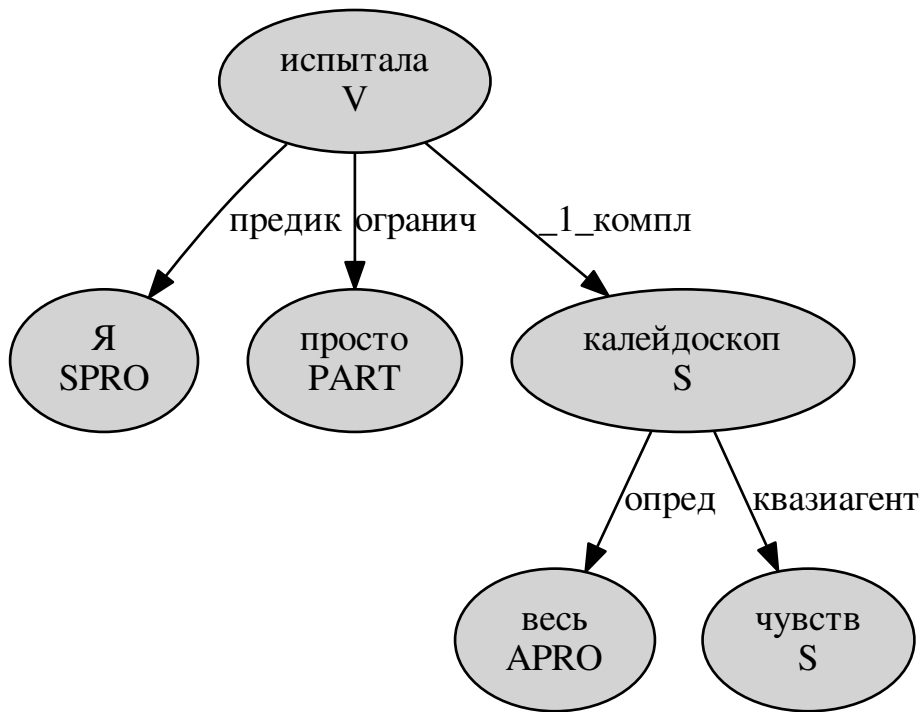 испытала
V
предик
огранич
_1_компл
Я
SPRO
просто
PART
калейдоскоп
S
опред
квазиагент
весь
APRO
чувств
S